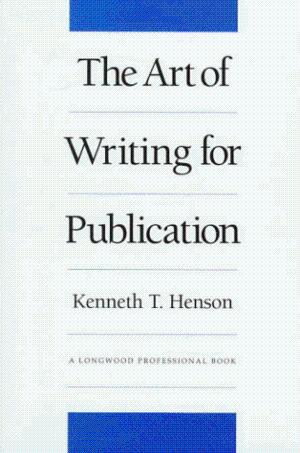 The Art of
Writing for
Publication
Kenneth T. Henson
A LONGWOOD PROFESSIONAL BOOK